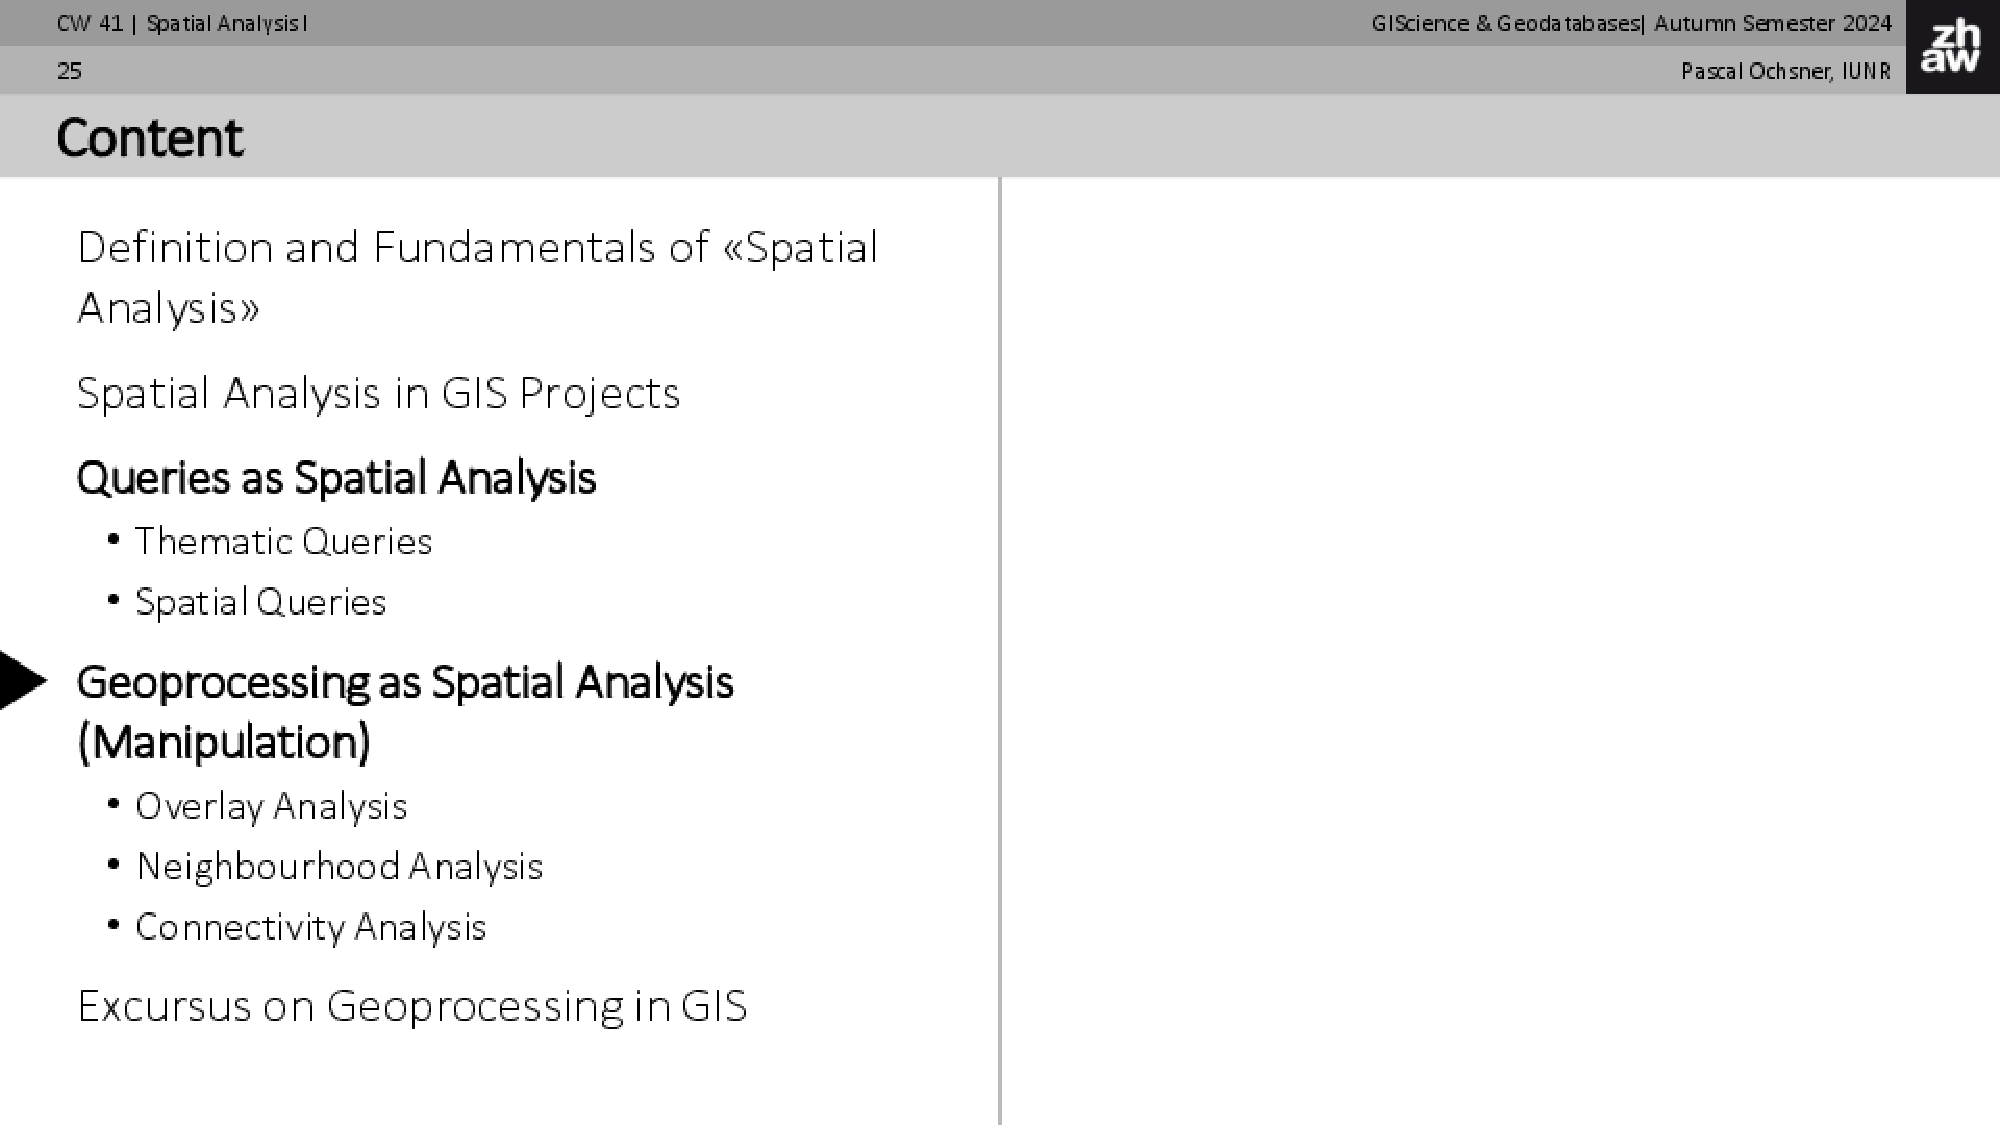 CW 41 | Spatial Analysis I
GIScience & Geodatabases| Autumn Semester 2024
25
Pascal Ochsner, IUNR
zh
aw
Content
Definition and Fundamentals of «Spatial
Analysis»
Spatial Analysis in GIS Projects
Queries as Spatial Analysis
• Thematic Queries
• Spatial Queries
Geoprocessing as Spatial Analysis
(Manipulation)
• Overlay Analysis
• Neighbourhood Analysis
• Connectivity Analysis
Excursus on Geoprocessing in GIS